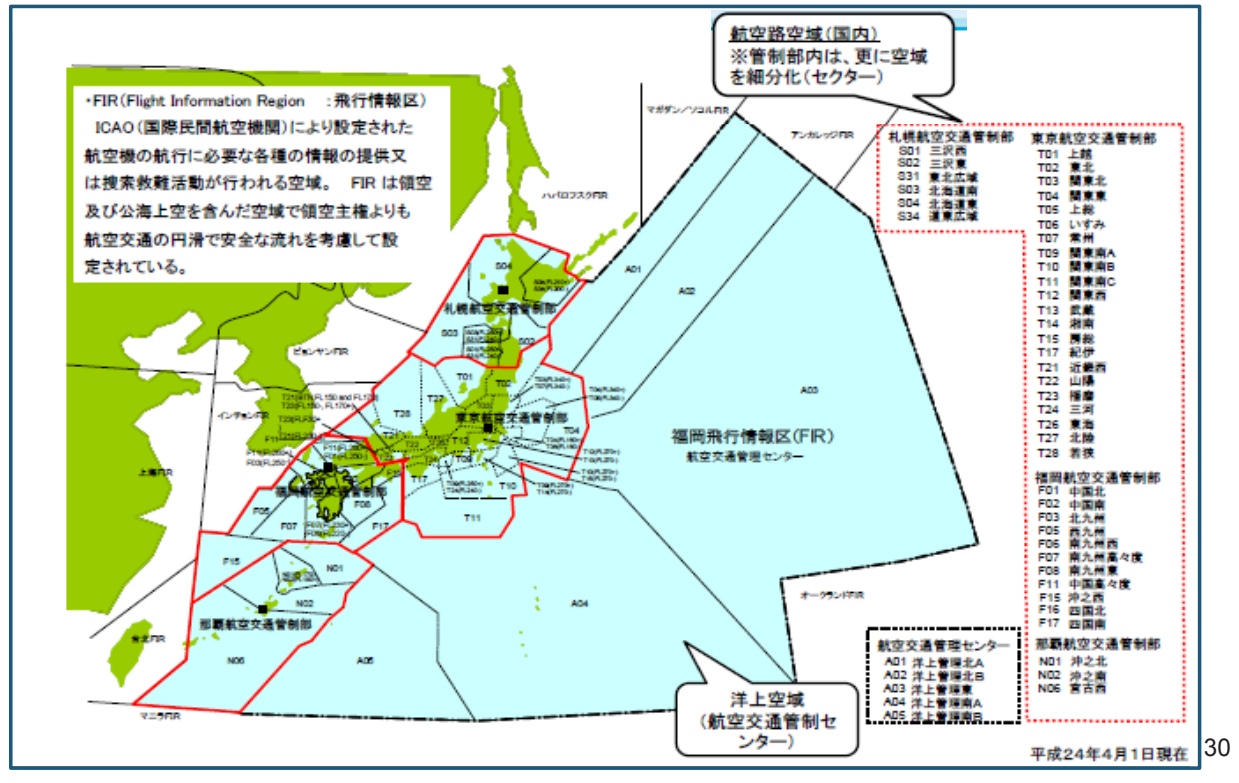 航空路空域(国内)
※管制部内は、更に空域
を細分化(セクター)
・FIR(Flight Information Region :飛行情報区)
ICAO(国際民間航空機関)により設定された
航空機の航行に必要な各種の情報の提供又
は捜索救難活動が行われる空域。 FIR は領空
及び公海上空を含んだ空域で領空主権よりも
航空交通の円滑で安全な流れを考慮して設
定されている。
マガダン/ソコルFIR
アンカレッジFIR
ハバロフスクFIR
ピョンヤンFIR
インチョンFIR
上海FIR
台北FIR
マニラFIR
オークランドFIR
S04
札幌航空交通管制部
S03
S02
A01
A02
A03
T01
T02
T27
T28
東京航空交通管制部
T04
T22
T12
T09
T17
T10
T11
F11
福岡航空交通管制部
F05
F07
F08
F17
F15
N01
N02
那覇航空交通管制部
N06
A05
A04
福岡飛行情報区(FIR)
航空交通管理センター
洋上空域
(航空交通管制セ
ンター)
札幌航空交通管制部
S01 三沢西
S02 三沢東
S31 東北広域
S03 北海道南
S04 北海道東
S34 道東広域
東京航空交通管制部
T01 上越
T02 東北
T03 関東北
T04 関東東
T05 上総
T06 いすみ
T07 常州
T09 関東南A
T10 関東南B
T11 関東南C
T12 関東西
T13 武蔵
T14 湘南
T15 房総
T17 紀伊
T21 近畿西
T22 山陽
T23 播磨
T24 三河
T26 東海
T27 北陸
T28 若狭
福岡航空交通管制部
F01 中国北
F02 中国南
F03 北九州
F05 西九州
F06 南九州西
F07 南九州高々度
F08 南九州東
F11 中国高々度
F15 沖之西
F16 四国北
F17 四国南
那覇航空交通管制部
N01 沖之北
N02 沖之南
N06 宮古西
航空交通管理センター
A01 洋上管理北A
A02 洋上管理北B
A03 洋上管理東
A04 洋上管理南A
A05 洋上管理南B
平成24年4月1日現在
30